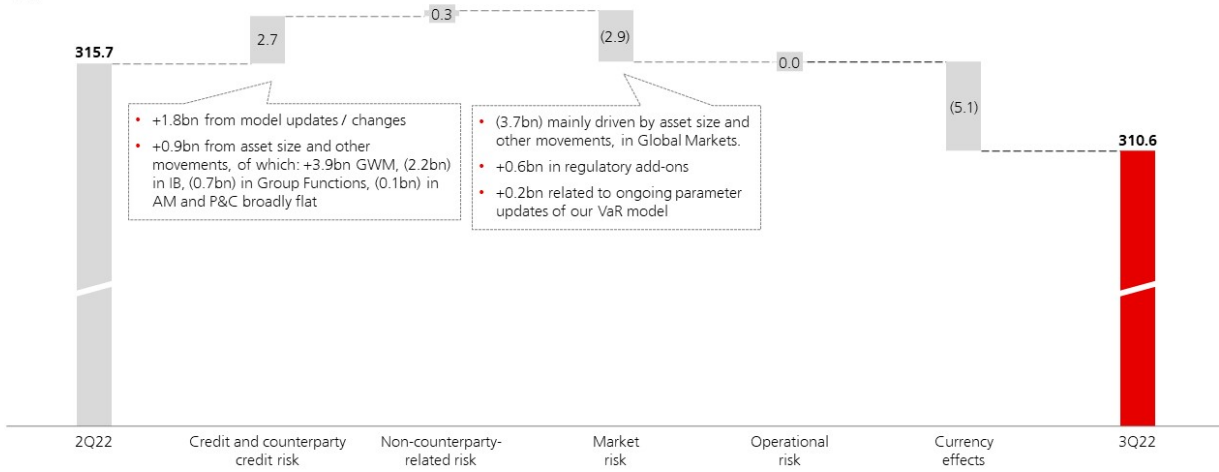 315.7
2.7
0.3
(2.9)
0.0
(5.1)
310.6
• +1.8bn from model updates / changes
• +0.9bn from asset size and other
movements, of which: +3.9bn GWM, (2.2bn)
in IB, (0.7bn) in Group Functions, (0.1bn) in
AM and P&C broadly flat
• (3.7bn) mainly driven by asset size and
other movements, in Global Markets.
• +0.6bn in regulatory add-ons
• +0.2bn related to ongoing parameter
updates of our VaR model
2Q22
Credit and counterparty
credit risk
Non-counterparty-
related risk
Market
risk
Operational
risk
Currency
effects
3Q22